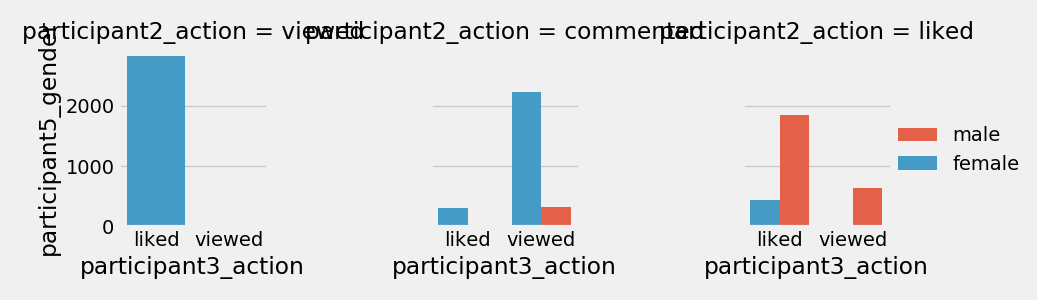 participant2_action = viewed
participant2_action = commented
participant2_action = liked
participant5_gender
2000
1000
0
liked
viewed
liked
viewed
liked
viewed
participant3_action
participant3_action
participant3_action
male
female